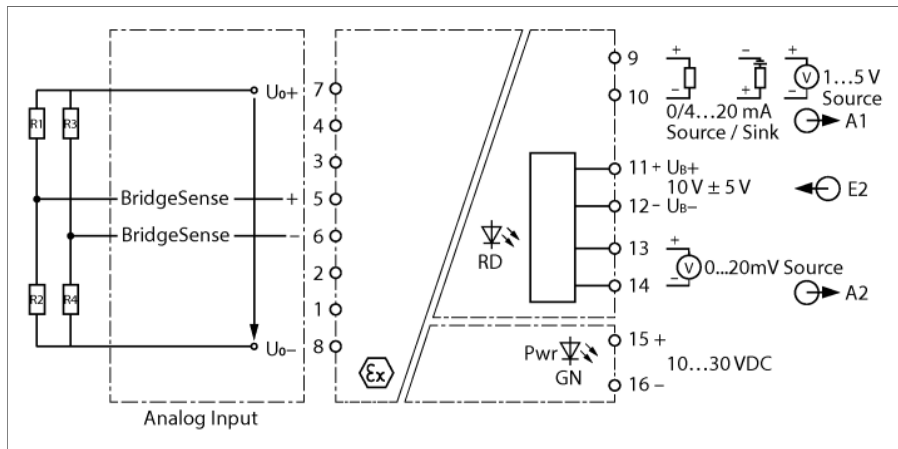 U₀+
R1
R3
BridgeSense
+
BridgeSense
−
R2
R4
U₀−
Analog Input
7
4
3
5
6
2
1
8
Ex
RD
Pwr
GN
9
10
+
−
−
+
+
−
V
1…5 V
Source
0/4…20 mA
Source / Sink
A1
11 + UB+
10 V ± 5 V
E2
12 − UB−
13
14
+
−
V
0...20mV Source
A2
15 +
10…30 VDC
16 −